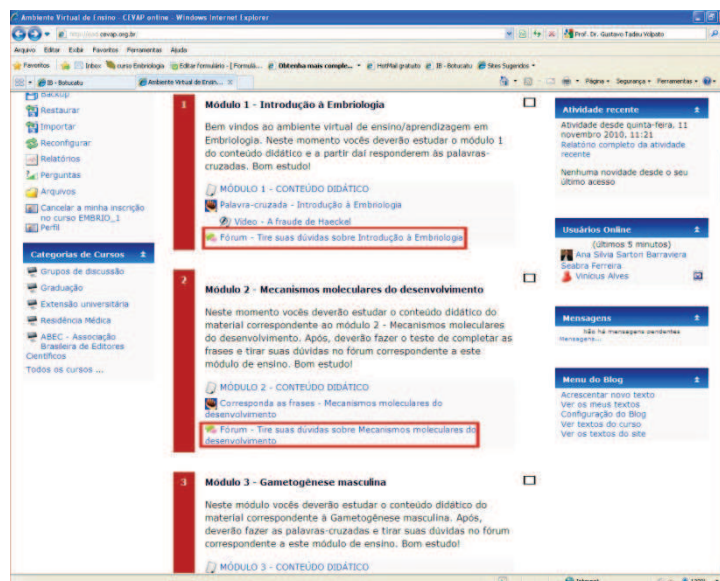 Ambiente Virtual de Ensino - CEVAP online - Windows Internet Explorer
cevap.org.br
Prof. Dr. Gustavo Tadeu Volpato
Arquivo Editar Exibir Favoritos Ferramentas Ajuda
Favoritos Inbox curso Embriologia Editar formulário - [Formulá... Obtenha mais comple... HotMail gratuito IB - Botucatu Sites Sugeridos
IB - Botucatu Ambiente Virtual de Ensin...
Página Segurança Ferramentas
Backup
Restaurar
Importar
Reconfigurar
Relatórios
Perguntas
Arquivos
Cancelar a minha inscrição
no curso EMBRIO_1
Perfil
Categorias de Cursos
Grupos de discussão
Graduação
Extensão universitária
Residência Médica
ABEC - Associação
Brasileira de Editores
Científicos
Todos os cursos ...
1
Módulo 1 - Introdução à Embriologia
Bem vindos ao ambiente virtual de ensino/aprendizagem em
Embriologia. Neste momento vocês deverão estudar o módulo 1
do conteúdo didático e a partir daí responderem às palavras-
cruzadas. Bom estudo!
MÓDULO 1 - CONTEÚDO DIDÁTICO
Palavra-cruzada - Introdução à Embriologia
Video - A fraude de Haeckel
Fórum - Tire suas dúvidas sobre Introdução à Embriologia
2
Módulo 2 - Mecanismos moleculares do desenvolvimento
Neste momento vocês deverão estudar o conteúdo didático do
material correspondente ao módulo 2 - Mecanismos moleculares
do desenvolvimento. Após, deverão fazer o teste de completar as
frases e tirar suas dúvidas no fórum correspondente a este
módulo de ensino. Bom estudo!
MÓDULO 2 - CONTEÚDO DIDÁTICO
Corresponda as frases - Mecanismos moleculares do
desenvolvimento
Fórum - Tire suas dúvidas sobre Mecanismos moleculares do
desenvolvimento
3
Módulo 3 - Gametogênese masculina
Neste módulo vocês deverão estudar o conteúdo didático do
material correspondente à Gametogênese masculina. Após,
deverão fazer as palavras-cruzadas e tirar suas dúvidas no fórum
correspondente a este módulo de ensino. Bom estudo!
MÓDULO 3 - CONTEÚDO DIDÁTICO
Atividade recente
Atividade desde quinta-feira, 11
novembro 2010, 11:21
Relatório completo da atividade
recente
Nenhuma novidade desde o seu
último acesso
Usuários Online
(últimos 5 minutos)
Ana Silvia Sartori Barraviera
Seabra Ferreira
Vinicius Alves
Mensagens
Não há mensagens pendentes
Mensagens...
Menu do Blog
Acrescentar novo texto
Ver os meus textos
Configuração do Blog
Ver textos do curso
Ver os textos do site